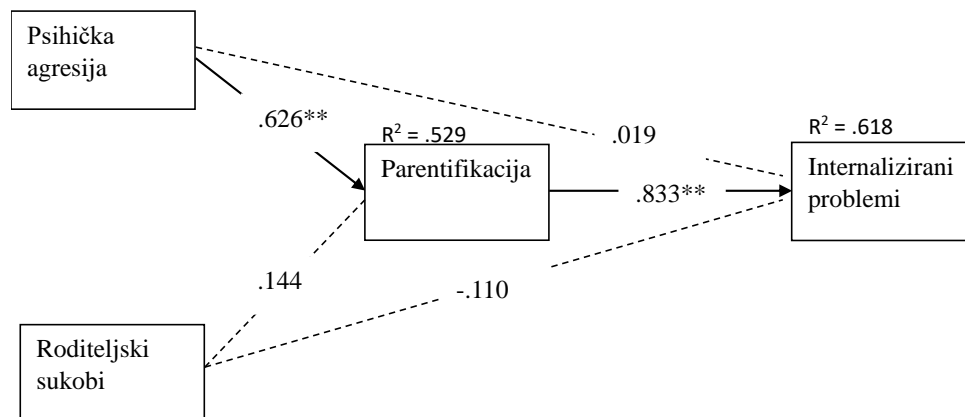 Psihička
agresija
.626**
R² = .529
.019
R² = .618
Parentifikacija
.833**
Internalizirani
problemi
.144
-.110
Roditeljski
sukobi